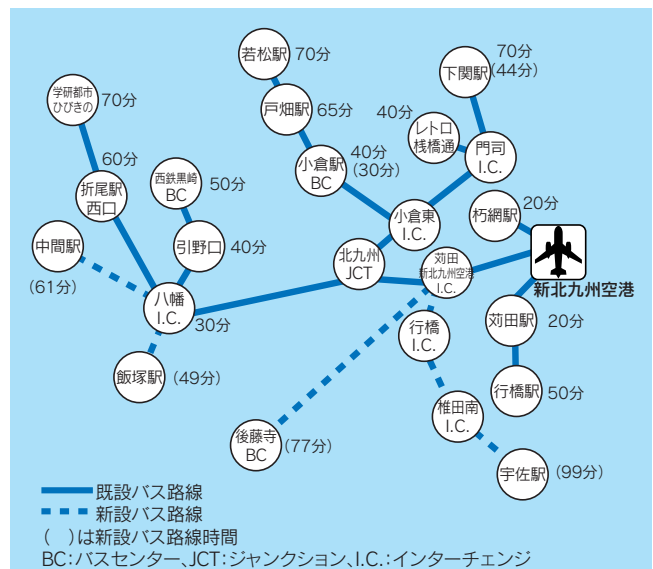 若松駅
70分
70分
下関駅
(44分)
学研都市
ひびきの
70分
戸畑駅
65分
40分
レトロ
桟橋通
門司
I.C.
60分
西鉄黒崎
BC
50分
小倉駅
BC
40分
(30分)
折尾駅
西口
朽網駅
20分
小倉東
I.C.
中間駅
(61分)
引野口
40分
北九州
JCT
苅田
新北九州空港
I.C.
新北九州空港
八幡
I.C.
30分
行橋
I.C.
苅田駅
20分
飯塚駅
(49分)
行橋駅
50分
椎田南
I.C.
後藤寺
BC
(77分)
宇佐駅
(99分)
既設バス路線
新設バス路線
( )は新設バス路線時間
BC:バスセンター、JCT:ジャンクション、I.C.:インターチェンジ